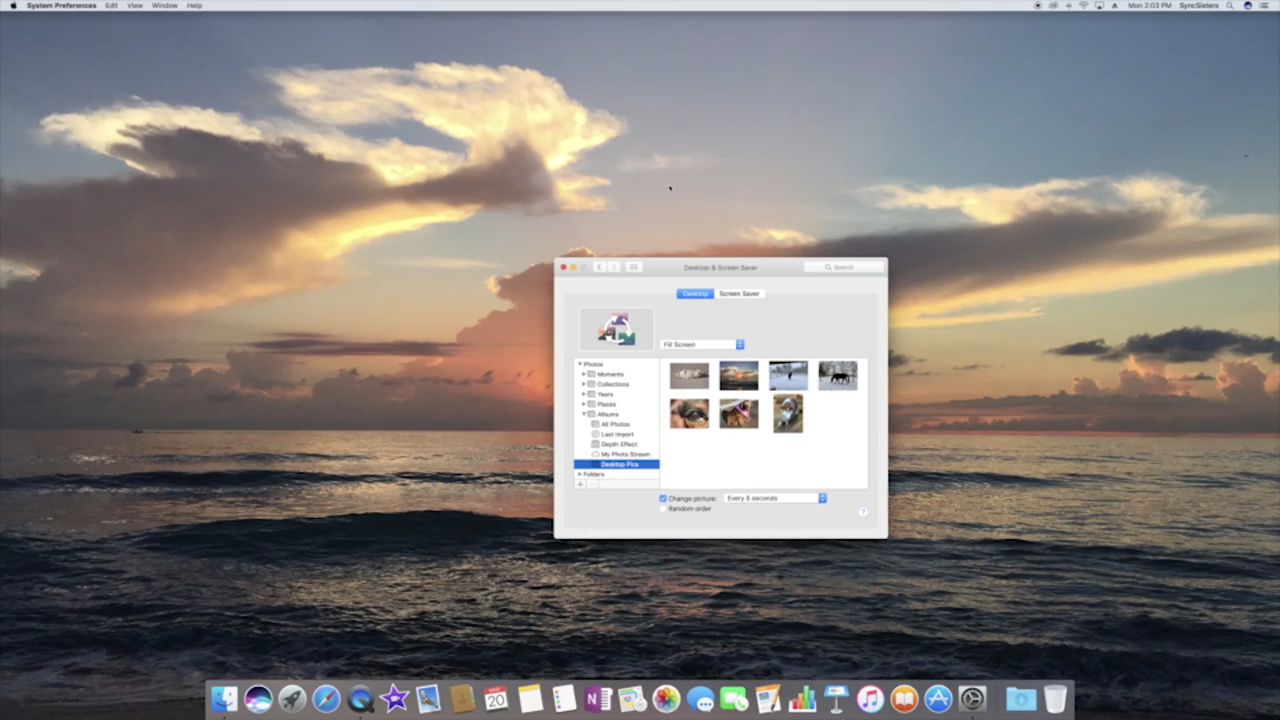 System Preferences Edit View Window Help Mon 2:03 PM SyncSisters
Desktop & Screen Saver Search
Desktop Screen Saver
Fill Screen
Photos
Moments
Collections
Years
Places
Albums
All Photos
Last Import
Depth Effect
My Photo Stream
Desktop Pics
Folders
+ −
Change picture: Every 5 seconds
Random order
?
20